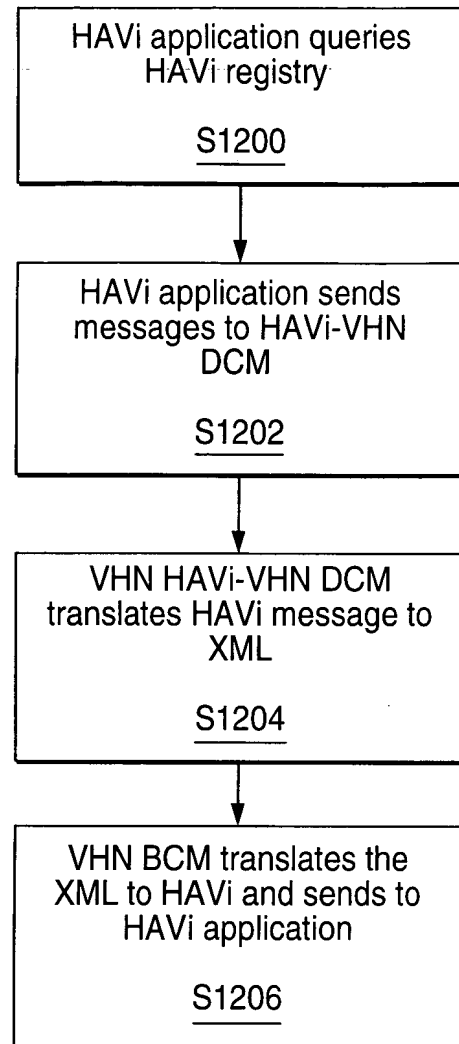 HAVi application queries
HAVi registry
S1200
HAVi application sends
messages to HAVi-VHN
DCM
S1202
VHN HAVi-VHN DCM
translates HAVi message to
XML
S1204
VHN BCM translates the
XML to HAVi and sends to
HAVi application
S1206